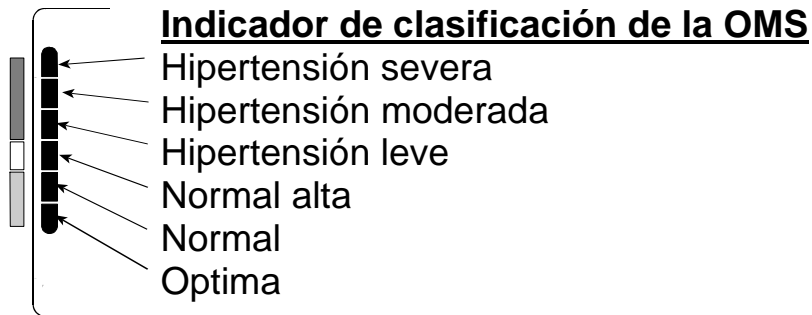 Indicador de clasificación de la OMS
Hipertensión severa
Hipertensión moderada
Hipertensión leve
Normal alta
Normal
Optima